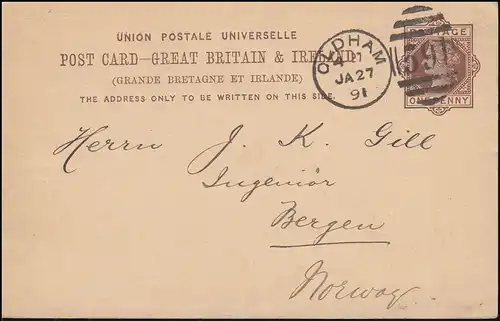 UNION POSTALE UNIVERSELLE
POST CARD—GREAT BRITAIN & IRELAND
(GRANDE BRETAGNE ET IRLANDE)
THE ADDRESS ONLY TO BE WRITTEN ON THIS SIDE.
OLDHAM
JA 27
91
POSTAGE
591
ONE PENNY
Herrn J. K. Gill
Ingeniör
Bergen
Norway